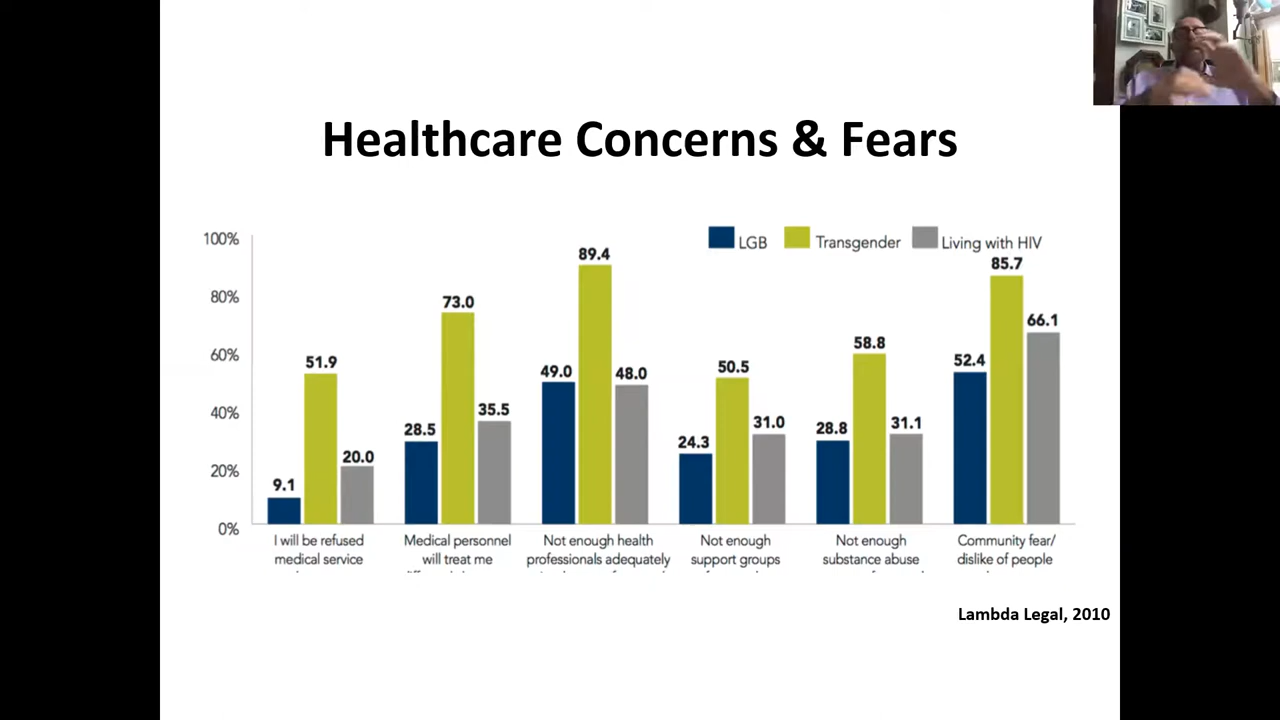 Healthcare Concerns & Fears
LGB Transgender Living with HIV
100%
80%
60%
40%
20%
0%
9.1 51.9 20.0
28.5 73.0 35.5
49.0 89.4 48.0
24.3 50.5 31.0
28.8 58.8 31.1
52.4 85.7 66.1
I will be refused
medical service
Medical personnel
will treat me
Not enough health
professionals adequately
Not enough
support groups
Not enough
substance abuse
Community fear/
dislike of people
Lambda Legal, 2010